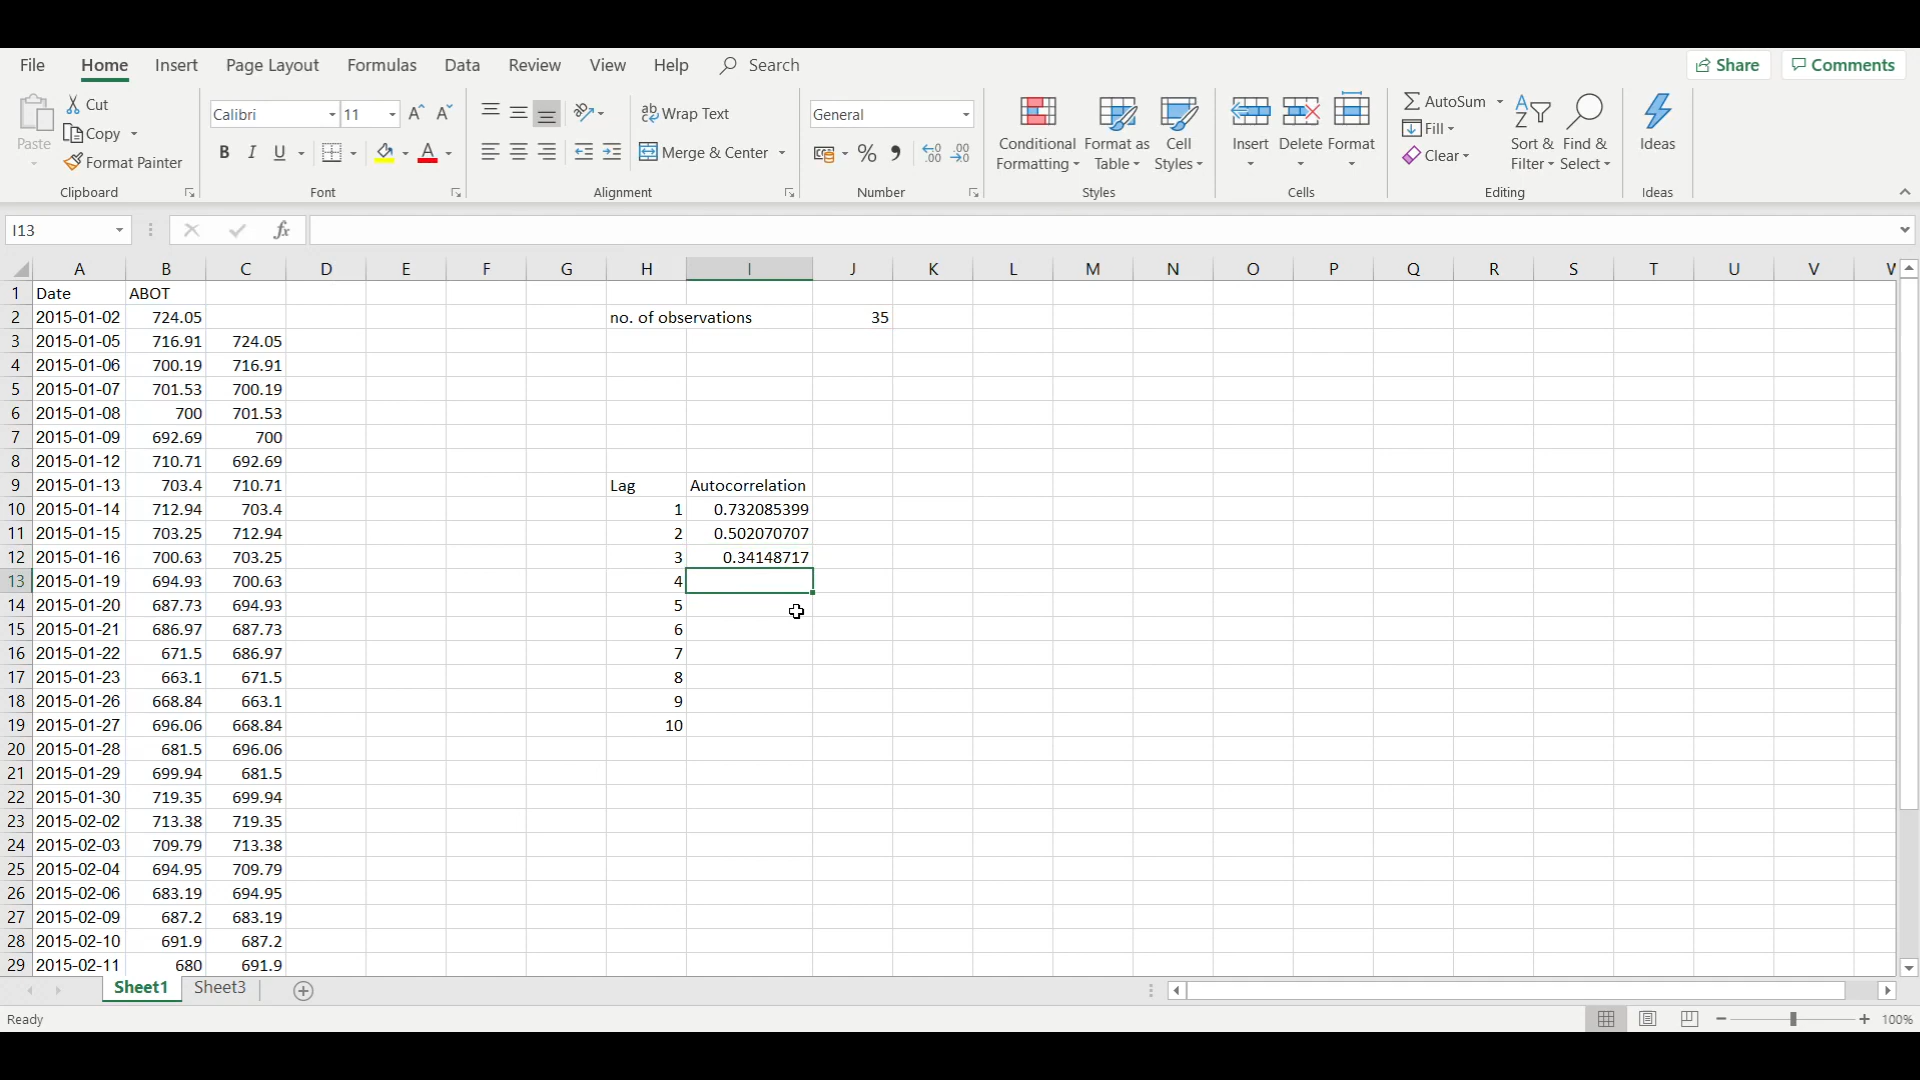 File Home Insert Page Layout Formulas Data Review View Help Search Share Comments
Paste Cut Copy Format Painter Clipboard
Calibri 11 B I U A Font
ab Wrap Text Merge & Center Alignment
General % Number
Conditional Formatting Format as Table Cell Styles Styles
Insert Delete Format Cells
AutoSum Fill Clear Sort & Filter Find & Select Editing
Ideas Ideas
I13 fx
A B C D E F G H I J K L M N O P Q R S T U V W
1 Date ABOT
2 2015-01-02 724.05 no. of observations 35
3 2015-01-05 716.91 724.05
4 2015-01-06 700.19 716.91
5 2015-01-07 701.53 700.19
6 2015-01-08 700 701.53
7 2015-01-09 692.69 700
8 2015-01-12 710.71 692.69
9 2015-01-13 703.4 710.71 Lag Autocorrelation
10 2015-01-14 712.94 703.4 1 0.732085399
11 2015-01-15 703.25 712.94 2 0.502070707
12 2015-01-16 700.63 703.25 3 0.34148717
13 2015-01-19 694.93 700.63 4
14 2015-01-20 687.73 694.93 5
15 2015-01-21 686.97 687.73 6
16 2015-01-22 671.5 686.97 7
17 2015-01-23 663.1 671.5 8
18 2015-01-26 668.84 663.1 9
19 2015-01-27 696.06 668.84 10
20 2015-01-28 681.5 696.06
21 2015-01-29 699.94 681.5
22 2015-01-30 719.35 699.94
23 2015-02-02 713.38 719.35
24 2015-02-03 709.79 713.38
25 2015-02-04 694.95 709.79
26 2015-02-06 683.19 694.95
27 2015-02-09 687.2 683.19
28 2015-02-10 691.9 687.2
29 2015-02-11 680 691.9
Sheet1 Sheet3
Ready 100%